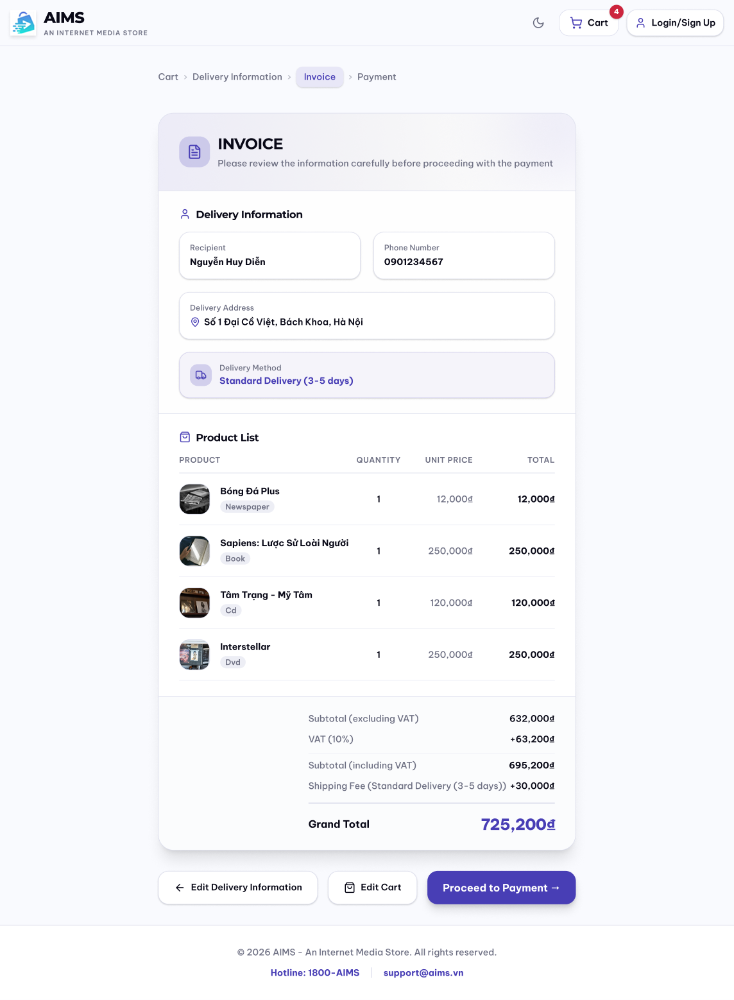 AIMS
AN INTERNET MEDIA STORE
Cart
4
Login/Sign Up
Cart › Delivery Information › Invoice › Payment
INVOICE
Please review the information carefully before proceeding with the payment
Delivery Information
Recipient
Nguyễn Huy Diễn
Phone Number
0901234567
Delivery Address
Số 1 Đại Cồ Việt, Bách Khoa, Hà Nội
Delivery Method
Standard Delivery (3-5 days)
Product List
PRODUCT QUANTITY UNIT PRICE TOTAL
Bóng Đá Plus
Newspaper
1 12,000₫ 12,000₫
Sapiens: Lược Sử Loài Người
Book
1 250,000₫ 250,000₫
Tâm Trạng - Mỹ Tâm
Cd
1 120,000₫ 120,000₫
Interstellar
Dvd
1 250,000₫ 250,000₫
Subtotal (excluding VAT) 632,000₫
VAT (10%) +63,200₫
Subtotal (including VAT) 695,200₫
Shipping Fee (Standard Delivery (3-5 days)) +30,000₫
Grand Total 725,200₫
← Edit Delivery Information
Edit Cart
Proceed to Payment →
© 2026 AIMS - An Internet Media Store. All rights reserved.
Hotline: 1800-AIMS | support@aims.vn